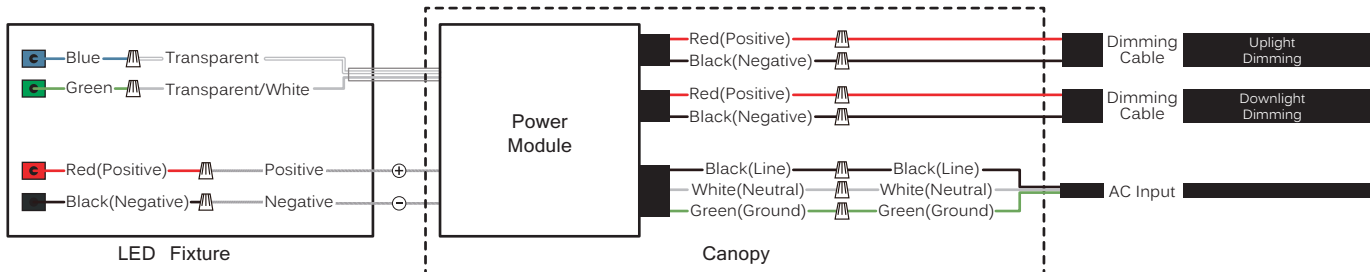 Blue
Transparent
Green
Transparent/White
Red(Positive)
Positive
Black(Negative)
Negative
LED Fixture
Power
Module
Red(Positive)
Black(Negative)
Dimming
Cable
Uplight
Dimming
Red(Positive)
Black(Negative)
Dimming
Cable
Downlight
Dimming
Black(Line)
Black(Line)
White(Neutral)
White(Neutral)
Green(Ground)
Green(Ground)
AC Input
Canopy